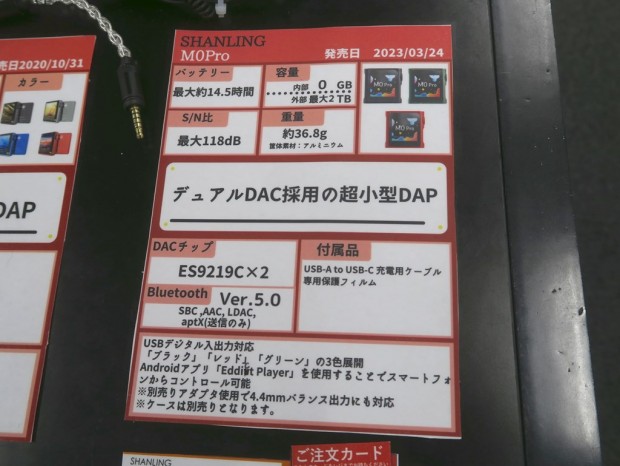 売日2020/10/31
カラー
DAP
SHANLING
M0Pro
発売日 2023/03/24
バッテリー
最大約14.5時間
容量
内部 0 GB
外部 最大2TB
M0 Pro
M0 Pro
M0 Pro
S/N比
最大118dB
重量
約36.8g
筐体素材：アルミニウム
デュアルDAC採用の超小型DAP
DACチップ
ES9219C×2
付属品
USB-A to USB-C 充電用ケーブル
専用保護フィルム
Bluetooth
Ver.5.0
SBC ,AAC, LDAC,
aptX(送信のみ)
USBデジタル入出力対応
「ブラック」「レッド」「グリーン」の3色展開
Androidアプリ「Eddict Player」を使用することでスマートフォ
ンからコントロール可能
※別売りアダプタ使用で4.4mmバランス出力にも対応
※ケースは別売りとなります。
SHANLING
ご注文カード